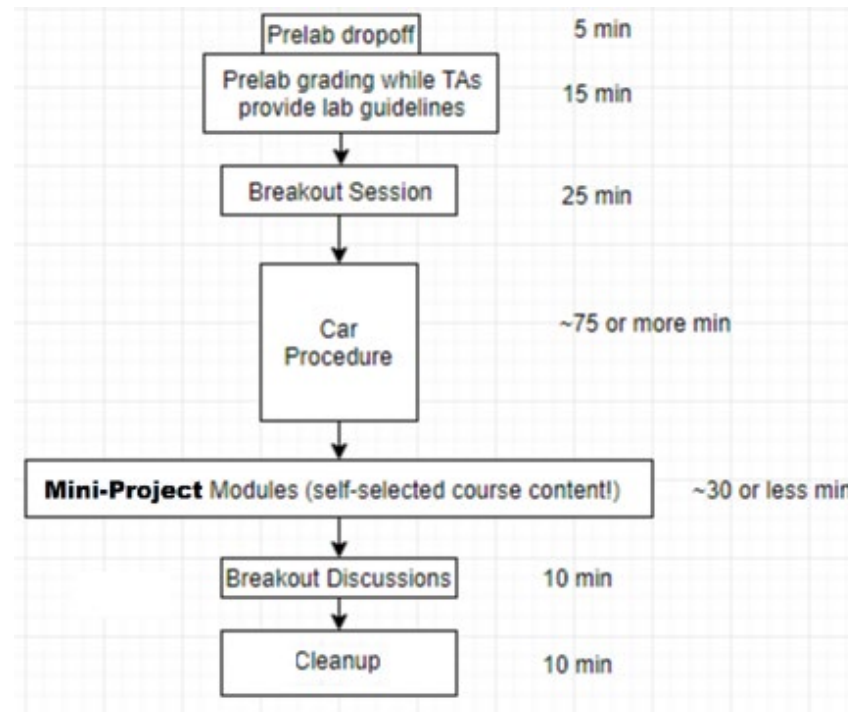 Prelab dropoff
5 min
Prelab grading while TAs
provide lab guidelines
15 min
Breakout Session
25 min
Car
Procedure
~75 or more min
Mini-Project Modules (self-selected course content!)
~30 or less min
Breakout Discussions
10 min
Cleanup
10 min